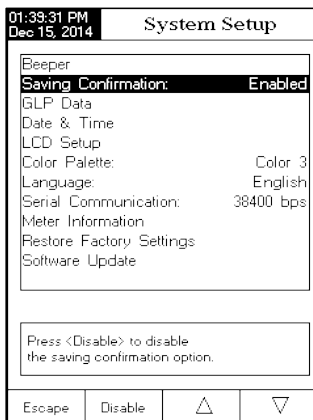 01:39:31 PM
Dec 15, 2014
System Setup
Beeper
Saving Confirmation: Enabled
GLP Data
Date & Time
LCD Setup
Color Palette: Color 3
Language: English
Serial Communication: 38400 bps
Meter Information
Restore Factory Settings
Software Update
Press <Disable> to disable
the saving confirmation option.
Escape Disable △ ▽